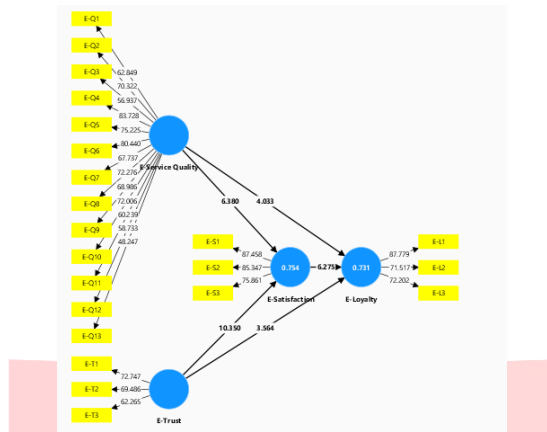 E-Q1
E-Q2
E-Q3
E-Q4
E-Q5
E-Q6
E-Q7
E-Q8
E-Q9
E-Q10
E-Q11
E-Q12
E-Q13
62.849
70.322
56.937
83.728
75.225
80.440
67.737
72.276
68.986
72.006
60.239
58.733
48.247
E-Service Quality
6.380
4.033
E-S1
E-S2
E-S3
87.458
85.347
75.861
0.754
E-Satisfaction
6.275
0.731
E-Loyalty
87.779
71.517
72.202
E-L1
E-L2
E-L3
10.350
3.564
E-T1
E-T2
E-T3
72.747
69.486
62.265
E-Trust